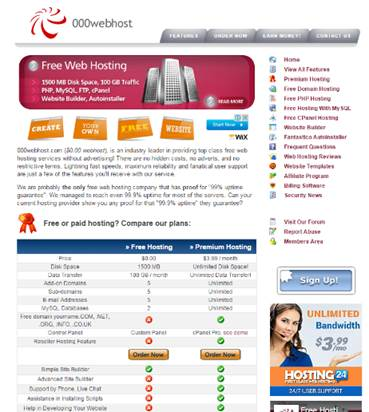 000webhost
FEATURES
ORDER NOW
EARN MONEY!
CONTACT US
Free Web Hosting
1500 MB Disk Space, 100 GB Traffic
PHP, MySQL, FTP, cPanel
Website Builder, Autoinstaller
READ MORE
CREATE
YOUR OWN
FREE
WEBSITE
Start Now
WiX
000webhost.com ($0.00 webhost), is an industry leader in providing top class free web
hosting services without advertising! There are no hidden costs, no adverts, and no
restrictive terms. Lightning fast speeds, maximum reliability and fanatical user support
are just a few of the features you'll receive with our service.
We are probably the only free web hosting company that has proof for "99% uptime
guarantee". We managed to reach even 99.9% uptime for most of the servers. Can your
current hosting provider show you any proof for that "99.9% uptime" they guarantee?
Free or paid hosting? Compare our plans:
» Free Hosting
» Premium Hosting
Price $0.00 $3.99 / month
Disk Space 1500 MB Unlimited Disk Space!
Data Transfer 100 GB / month Unlimited Data Transfer!
Add-on Domains 5 Unlimited
Sub-domains 5 Unlimited
E-mail Addresses 5 Unlimited
MySQL Databases 2 Unlimited
Free domain yourname.COM, .NET,
.ORG, .INFO, .CO.UK
Control Panel Custom Panel cPanel Pro, see demo
Reseller Hosting Feature
Order Now
Order Now
Simple Site Builder
Advanced Site Builder
Support by Phone, Live Chat
Assistance in Installing Scripts
Help in Developing Your Website
Home
View All Features
Premium Hosting
Free Domain Hosting
Free PHP Hosting
Free Hosting With MySQL
Free CPanel Hosting
Website Builder
Fantastico Autoinstaller
Frequent Questions
Web Hosting Reviews
Website Templates
Affiliate Program
Billing Software
Security News
Visit Our Forum
Report Abuse
Members Area
Sign Up!
UNLIMITED
Bandwidth
$3.99
/mo
HOSTING 24
FIRST CLASS WEB HOSTING
24/7 USER SUPPORT
Free Hosti